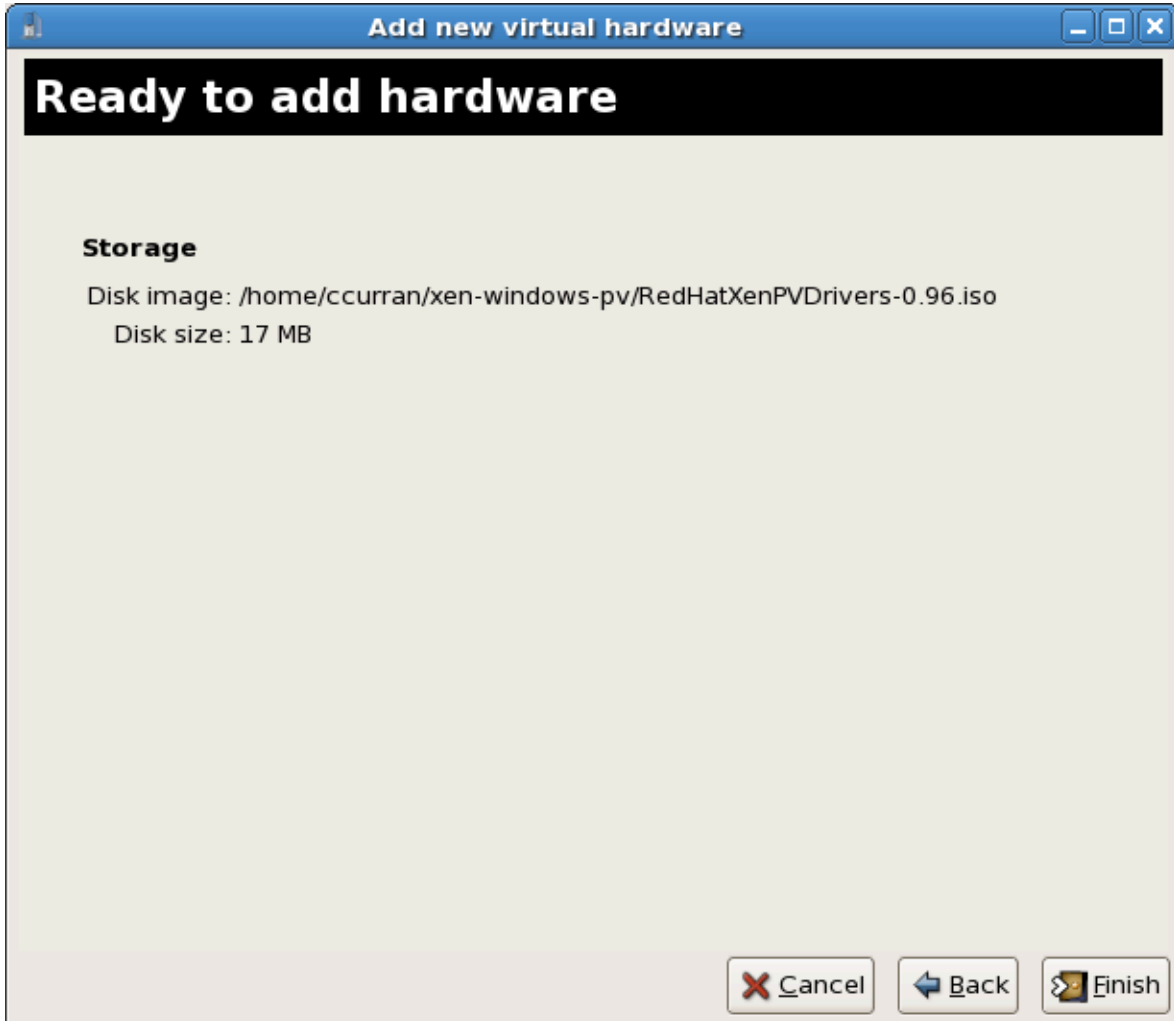 Add new virtual hardware
Ready to add hardware
Storage
Disk image: /home/ccurran/xen-windows-pv/RedHatXenPVDrivers-0.96.iso
Disk size: 17 MB
Cancel Back Finish